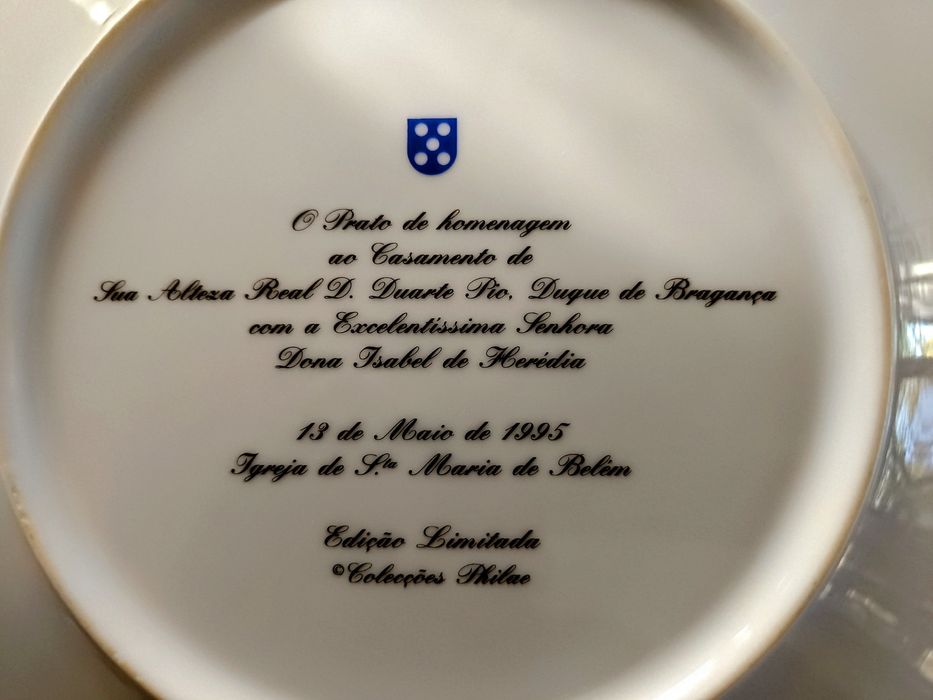 O Prato de homenagem
ao Casamento de
Sua Alteza Real D. Duarte Pio, Duque de Bragança
com a Excelentíssima Senhora
Dona Isabel de Herédia
13 de Maio de 1995
Igreja de S.ta Maria de Belém
Edição Limitada
©Colecções Philae